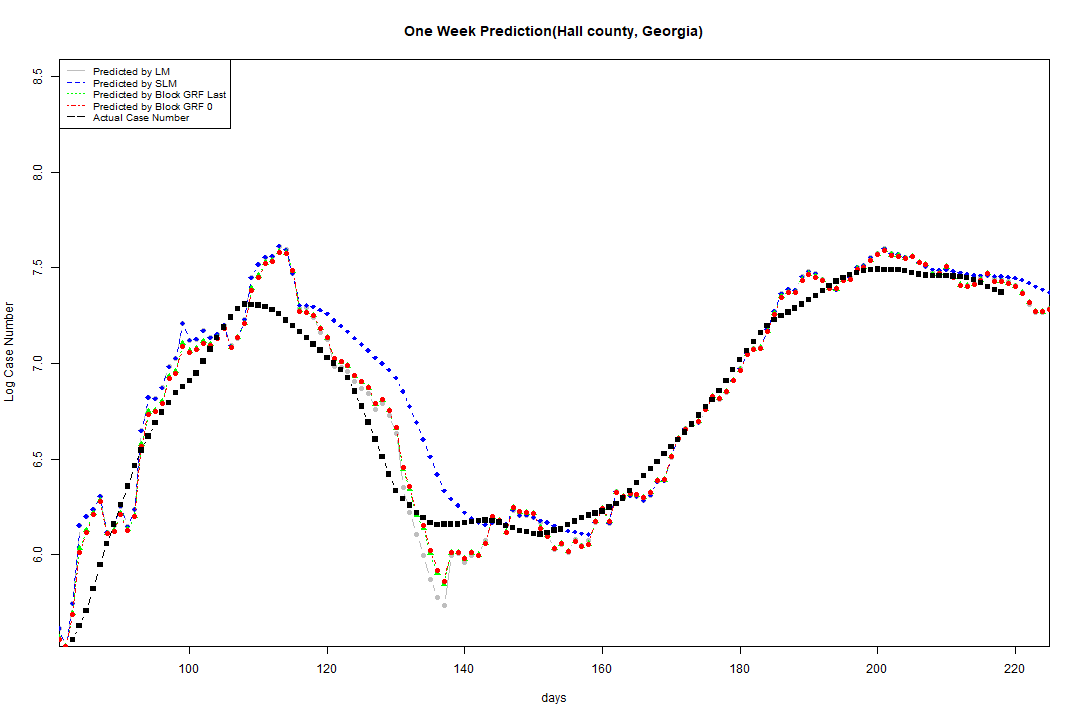 One Week Prediction(Hall county, Georgia)
Predicted by LM
Predicted by SLM
Predicted by Block GRF Last
Predicted by Block GRF 0
Actual Case Number
8.5
8.0
7.5
7.0
6.5
6.0
Log Case Number
100 120 140 160 180 200 220
days